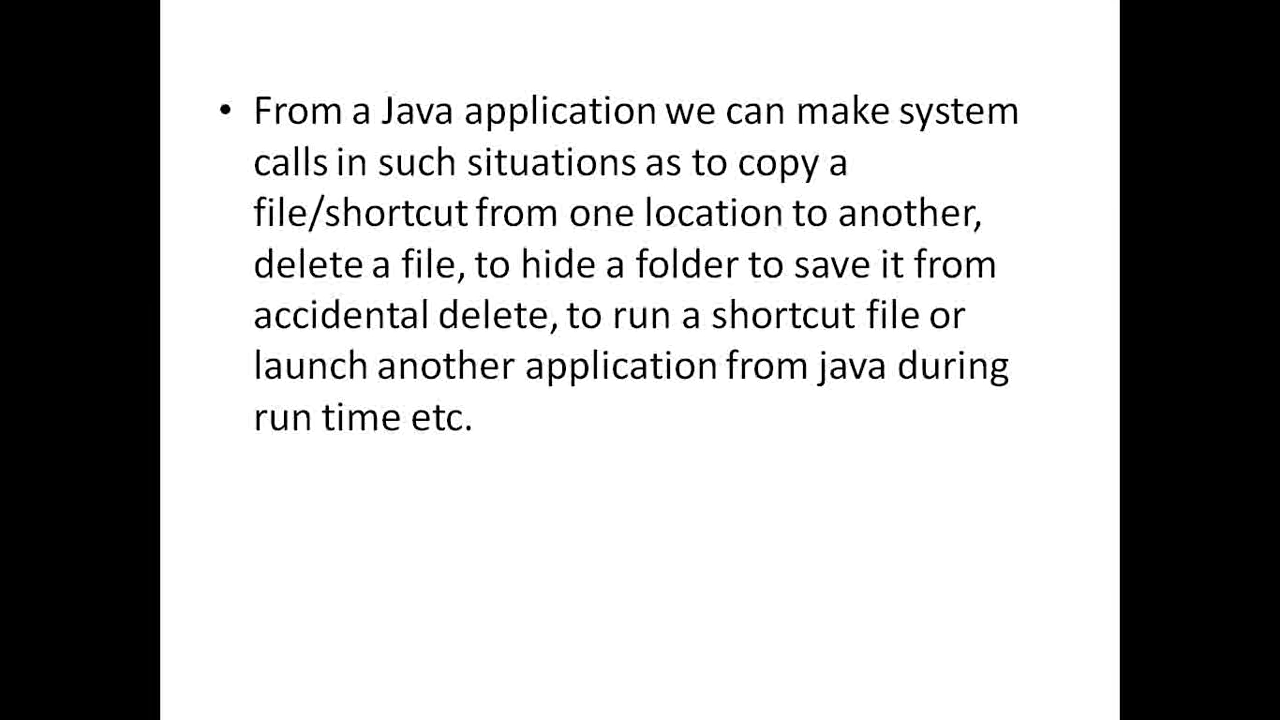 • From a Java application we can make system
calls in such situations as to copy a
file/shortcut from one location to another,
delete a file, to hide a folder to save it from
accidental delete, to run a shortcut file or
launch another application from java during
run time etc.